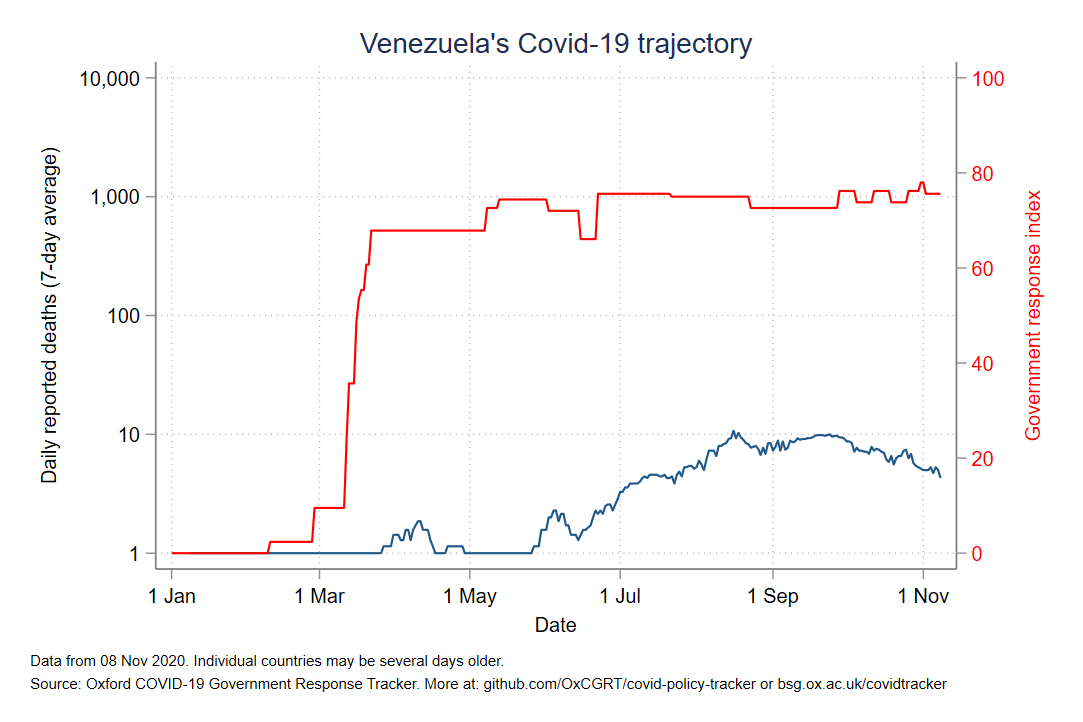 Venezuela's Covid-19 trajectory
10,000
1,000
100
10
1
Daily reported deaths (7-day average)
100
80
60
40
20
0
Government response index
1 Jan
1 Mar
1 May
1 Jul
1 Sep
1 Nov
Date
Data from 08 Nov 2020. Individual countries may be several days older.
Source: Oxford COVID-19 Government Response Tracker. More at: github.com/OxCGRT/covid-policy-tracker or bsg.ox.ac.uk/covidtracker